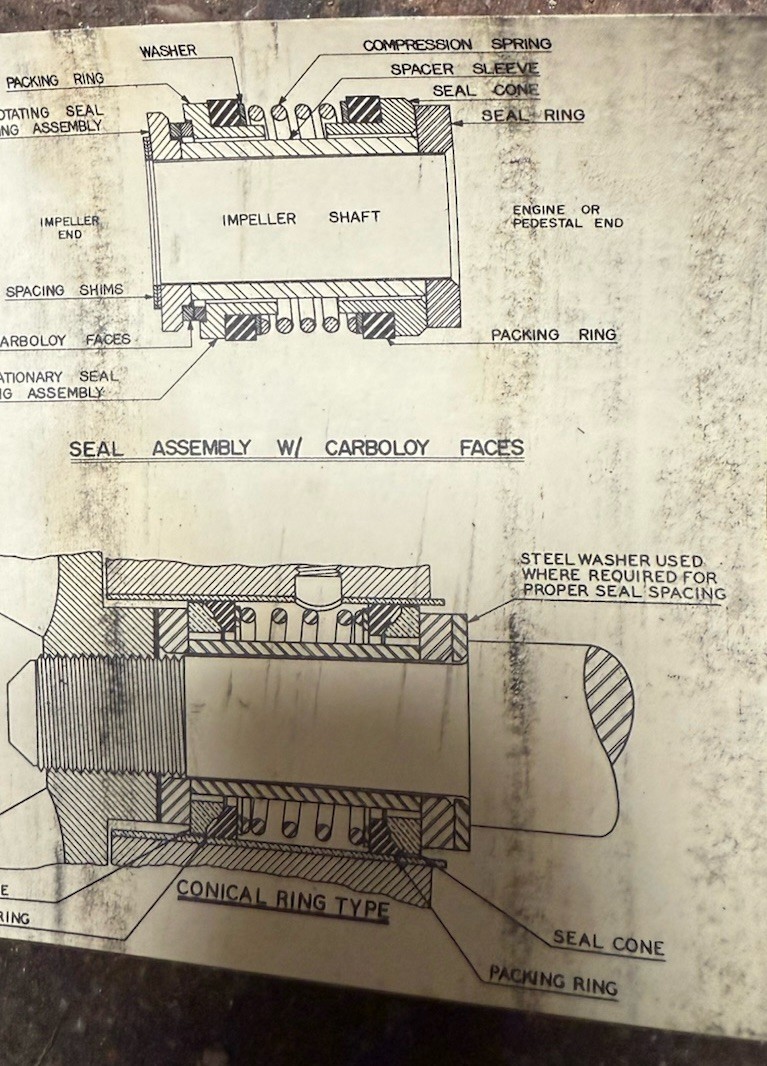 WASHER
COMPRESSION SPRING
SPACER SLEEVE
PACKING RING
SEAL CONE
OTATING SEAL
NG ASSEMBLY
SEAL RING
IMPELLER SHAFT
IMPELLER
END
ENGINE OR
PEDESTAL END
SPACING SHIMS
ARBOLOY FACES
PACKING RING
ATIONARY SEAL
NG ASSEMBLY
SEAL ASSEMBLY W/ CARBOLOY FACES
STEEL WASHER USED
WHERE REQUIRED FOR
PROPER SEAL SPACING
E
RING
CONICAL RING TYPE
SEAL CONE
PACKING RING